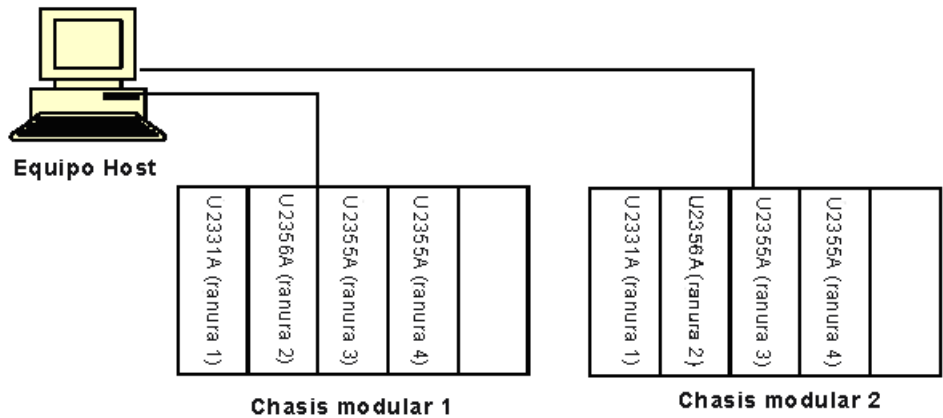 Equipo Host
U2331A (ranura 1)
U2356A (ranura 2)
U2355A (ranura 3)
U2355A (ranura 4)
Chasis modular 1
U2331A (ranura 1)
U2356A (ranura 2)
U2355A (ranura 3)
U2355A (ranura 4)
Chasis modular 2